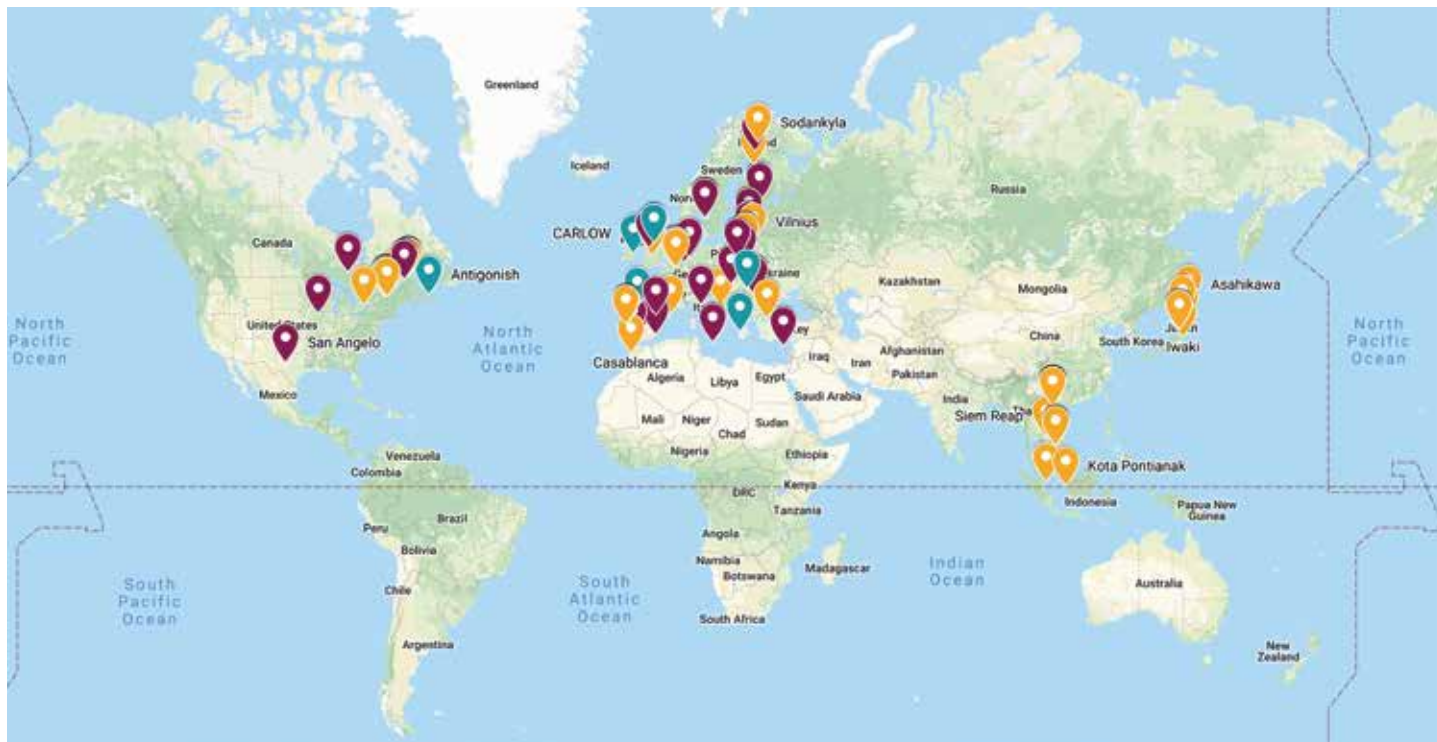 Greenland
Sodankyla
Iceland
Sweden
Russia
CARLOW
Vilnius
Canada
Antigonish
Kazakhstan
Mongolia
Asahikawa
North
Pacific
Ocean
United States
San Angelo
North
Atlantic
Ocean
Casablanca
China
South Korea
Iwaki
North
Pacific
Ocean
Iraq
Iran
Afghanistan
Pakistan
Algeria
Libya
Egypt
Mexico
Saudi Arabia
India
Siem Reap
Mali
Niger
Chad
Sudan
Nigeria
Ethiopia
Venezuela
Colombia
Kota Pontianak
Kenya
DRC
Indonesia
Papua New
Guinea
Tanzania
Peru
Brazil
Angola
Bolivia
Namibia
Botswana
Madagascar
Indian
Ocean
Australia
South
Pacific
Ocean
Chile
South
Atlantic
Ocean
South Africa
Argentina
New
Zealand